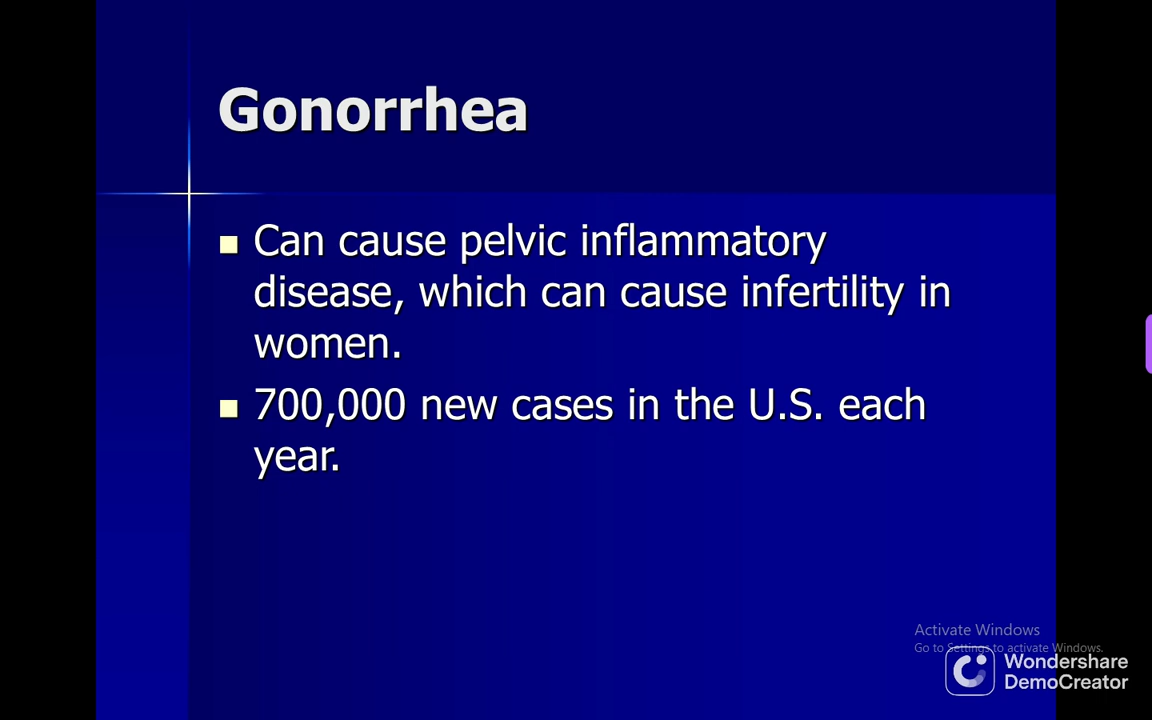 Gonorrhea
Can cause pelvic inflammatory
disease, which can cause infertility in
women.
700,000 new cases in the U.S. each
year.
Activate Windows
Go to Settings to activate Windows.
Wondershare
DemoCreator